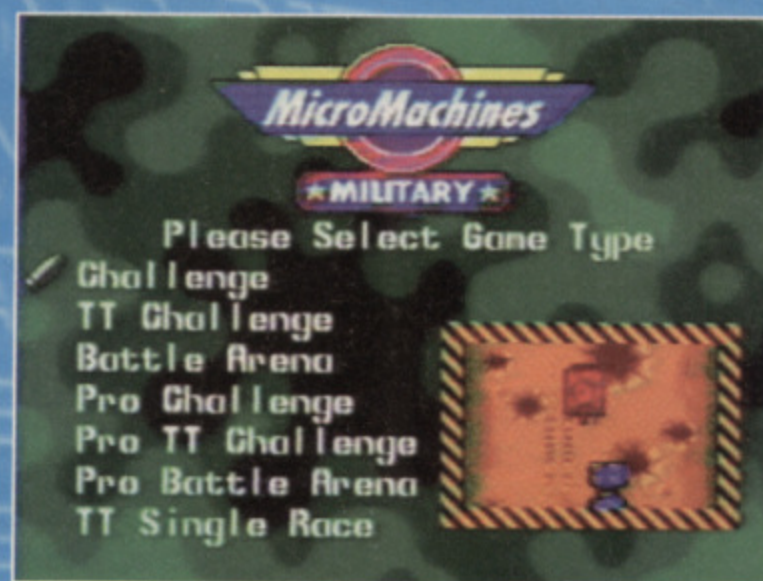 MicroMachines
★MILITARY★
Please Select Game Type
Challenge
TT Challenge
Battle Arena
Pro Challenge
Pro TT Challenge
Pro Battle Arena
TT Single Race